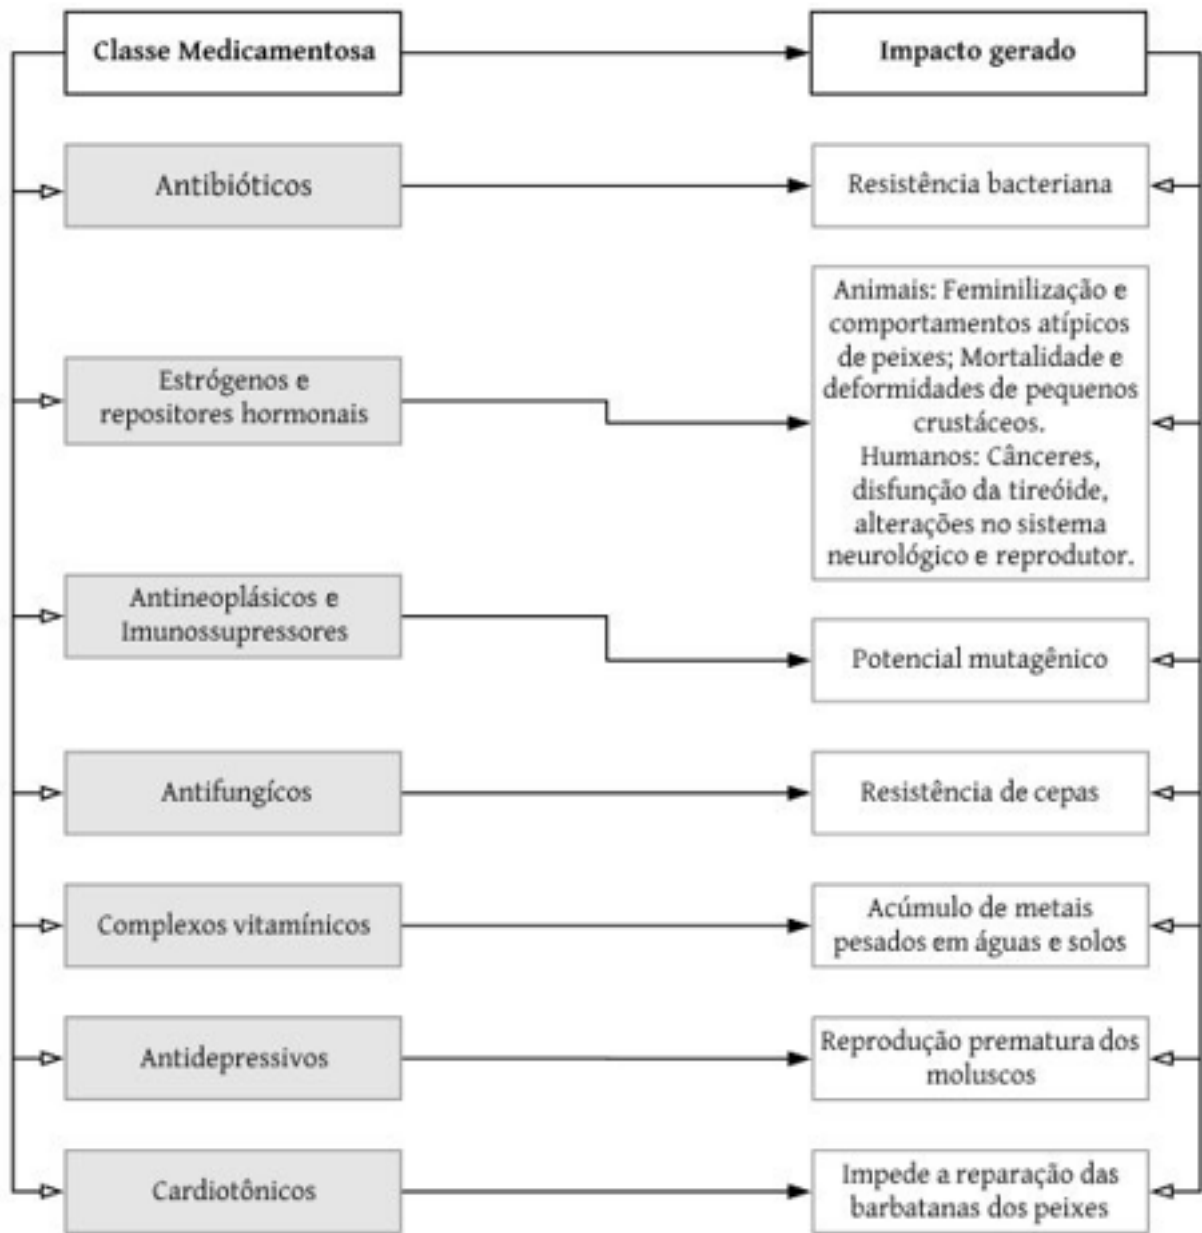 Classe Medicamentosa
Impacto gerado
Antibióticos
Resistência bacteriana
Estrógenos e
repositores hormonais
Animais: Feminilização e
comportamentos atípicos
de peixes; Mortalidade e
deformidades de pequenos
crustáceos.
Humanos: Cânceres,
disfunção da tireóide,
alterações no sistema
neurológico e reprodutor.
Antineoplásicos e
Imunossupressores
Potencial mutagênico
Antifungícos
Resistência de cepas
Complexos vitamínicos
Acúmulo de metais
pesados em águas e solos
Antidepressivos
Reprodução prematura dos
moluscos
Cardiotônicos
Impede a reparação das
barbatanas dos peixes